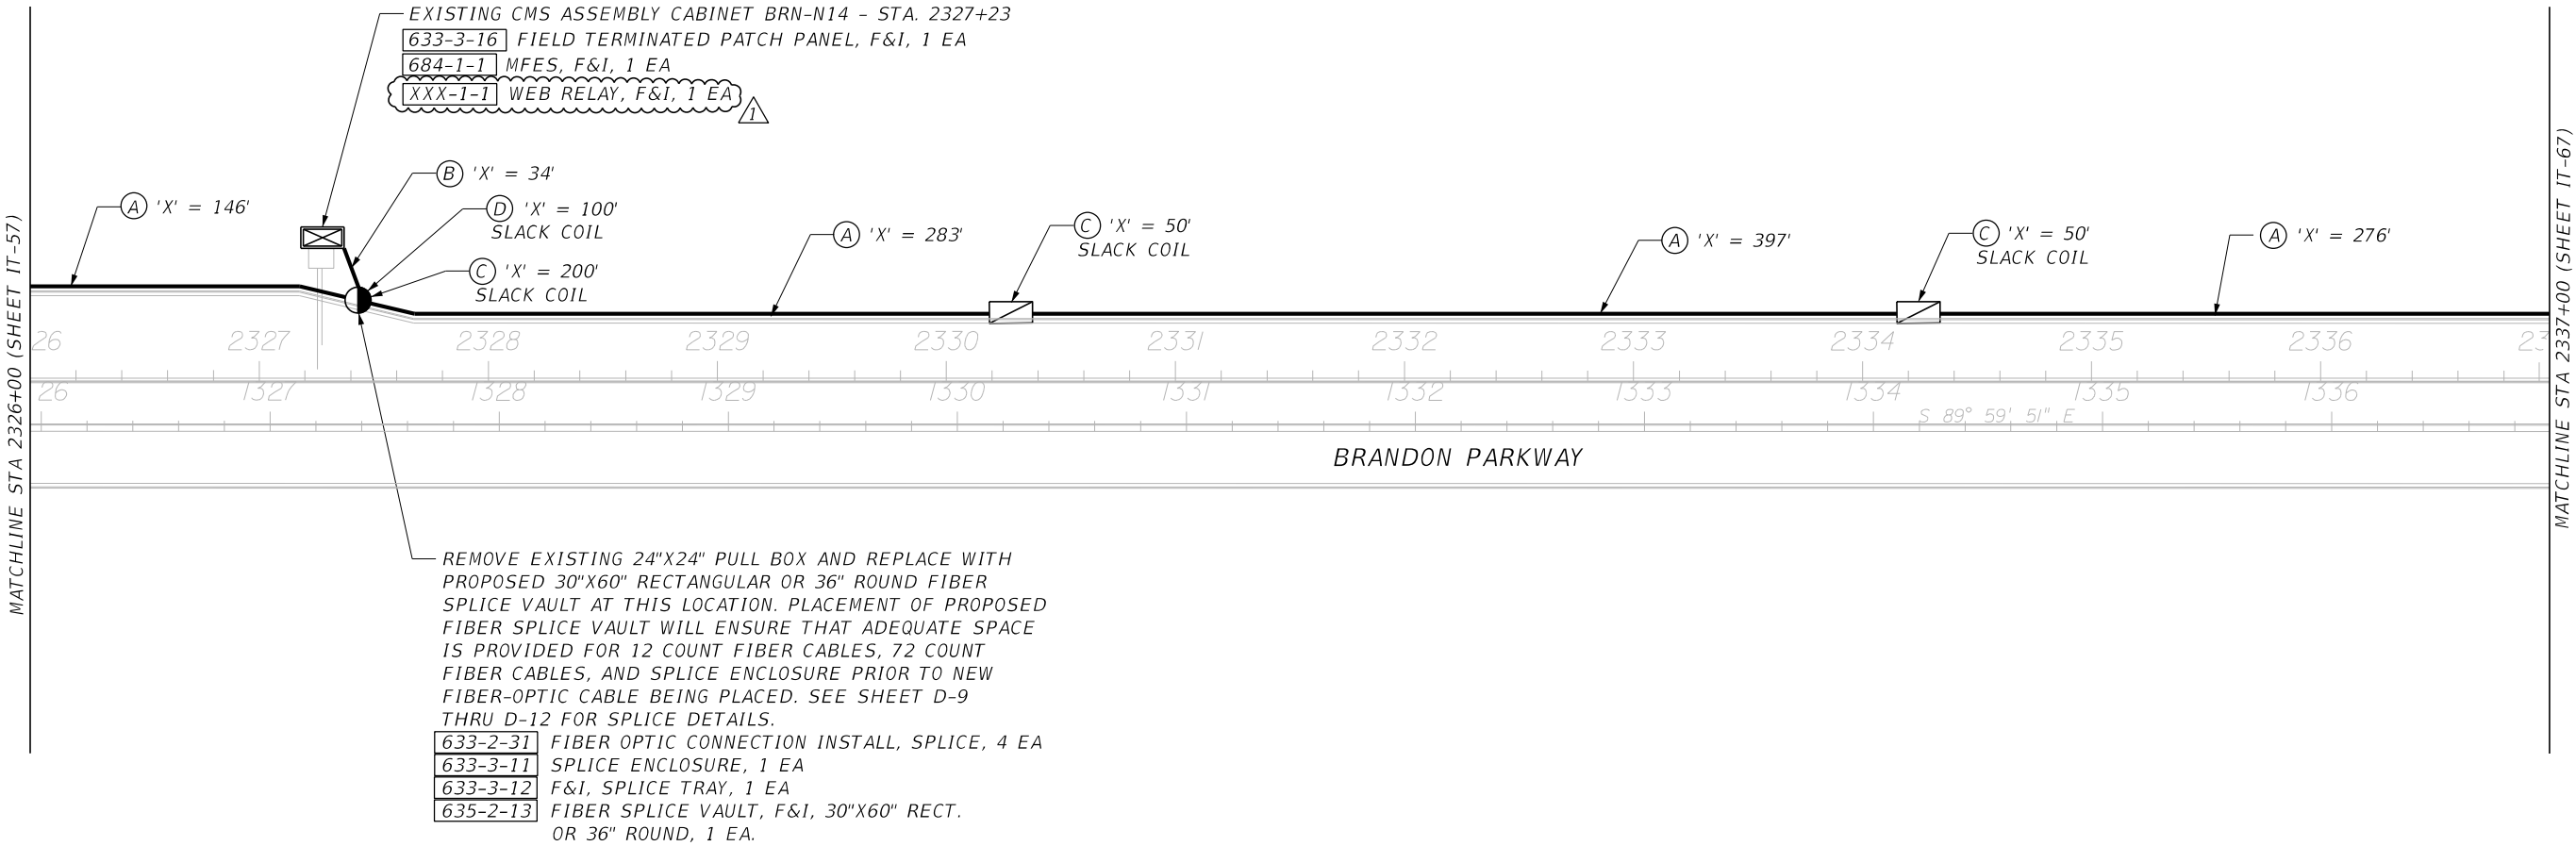 EXISTING CMS ASSEMBLY CABINET BRN-N14 - STA. 2327+23
633-3-16 FIELD TERMINATED PATCH PANEL, F&I, 1 EA
684-1-1 MFES, F&I, 1 EA
XXX-1-1 WEB RELAY, F&I, 1 EA
1
A 'X' = 146'
B 'X' = 34'
D 'X' = 100'
SLACK COIL
C 'X' = 200'
SLACK COIL
A 'X' = 283'
C 'X' = 50'
SLACK COIL
A 'X' = 397'
C 'X' = 50'
SLACK COIL
A 'X' = 276'
MATCHLINE STA 2326+00 (SHEET IT-57)
MATCHLINE STA 2337+00 (SHEET IT-67)
26 2327 2328 2329 2330 2331 2332 2333 2334 2335 2336 23
26 1327 1328 1329 1330 1331 1332 1333 1334 1335 1336
S 89° 59' 51" E
BRANDON PARKWAY
REMOVE EXISTING 24"X24" PULL BOX AND REPLACE WITH
PROPOSED 30"X60" RECTANGULAR OR 36" ROUND FIBER
SPLICE VAULT AT THIS LOCATION. PLACEMENT OF PROPOSED
FIBER SPLICE VAULT WILL ENSURE THAT ADEQUATE SPACE
IS PROVIDED FOR 12 COUNT FIBER CABLES, 72 COUNT
FIBER CABLES, AND SPLICE ENCLOSURE PRIOR TO NEW
FIBER-OPTIC CABLE BEING PLACED. SEE SHEET D-9
THRU D-12 FOR SPLICE DETAILS.
633-2-31 FIBER OPTIC CONNECTION INSTALL, SPLICE, 4 EA
633-3-11 SPLICE ENCLOSURE, 1 EA
633-3-12 F&I, SPLICE TRAY, 1 EA
635-2-13 FIBER SPLICE VAULT, F&I, 30"X60" RECT.
OR 36" ROUND, 1 EA.